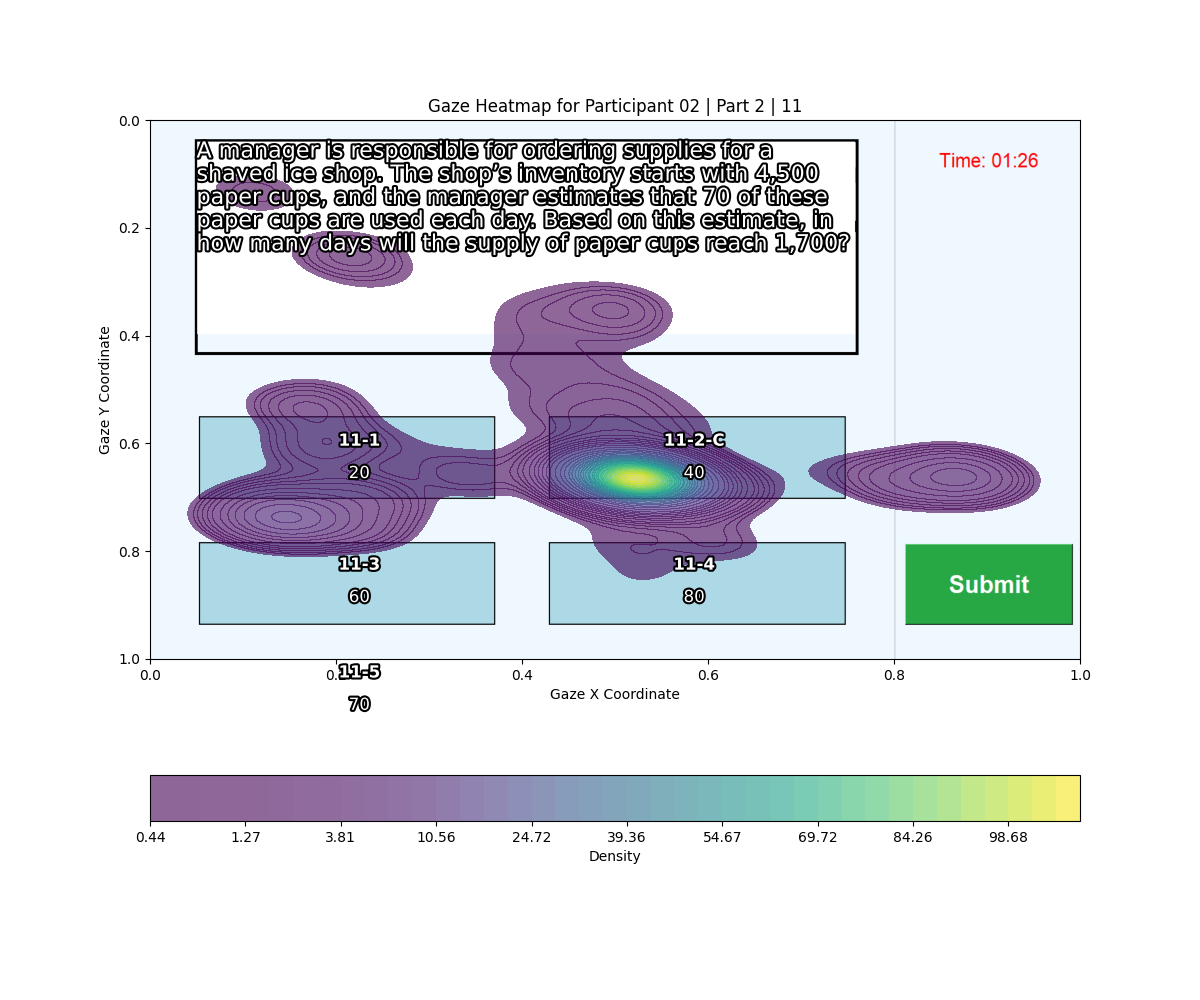 Gaze Heatmap for Participant 02 | Part 2 | 11
A manager is responsible for ordering supplies for a
shaved ice shop. The shop’s inventory starts with 4,500
paper cups, and the manager estimates that 70 of these
paper cups are used each day. Based on this estimate, in
how many days will the supply of paper cups reach 1,700?
Time: 01:26
Gaze Y Coordinate
0.0
0.2
0.4
0.6
0.8
1.0
11-1
20
11-2-C
40
11-3
60
11-4
80
Submit
0.0
0.4
0.6
0.8
1.0
11-5
70
Gaze X Coordinate
0.44
1.27
3.81
10.56
24.72
39.36
54.67
69.72
84.26
98.68
Density